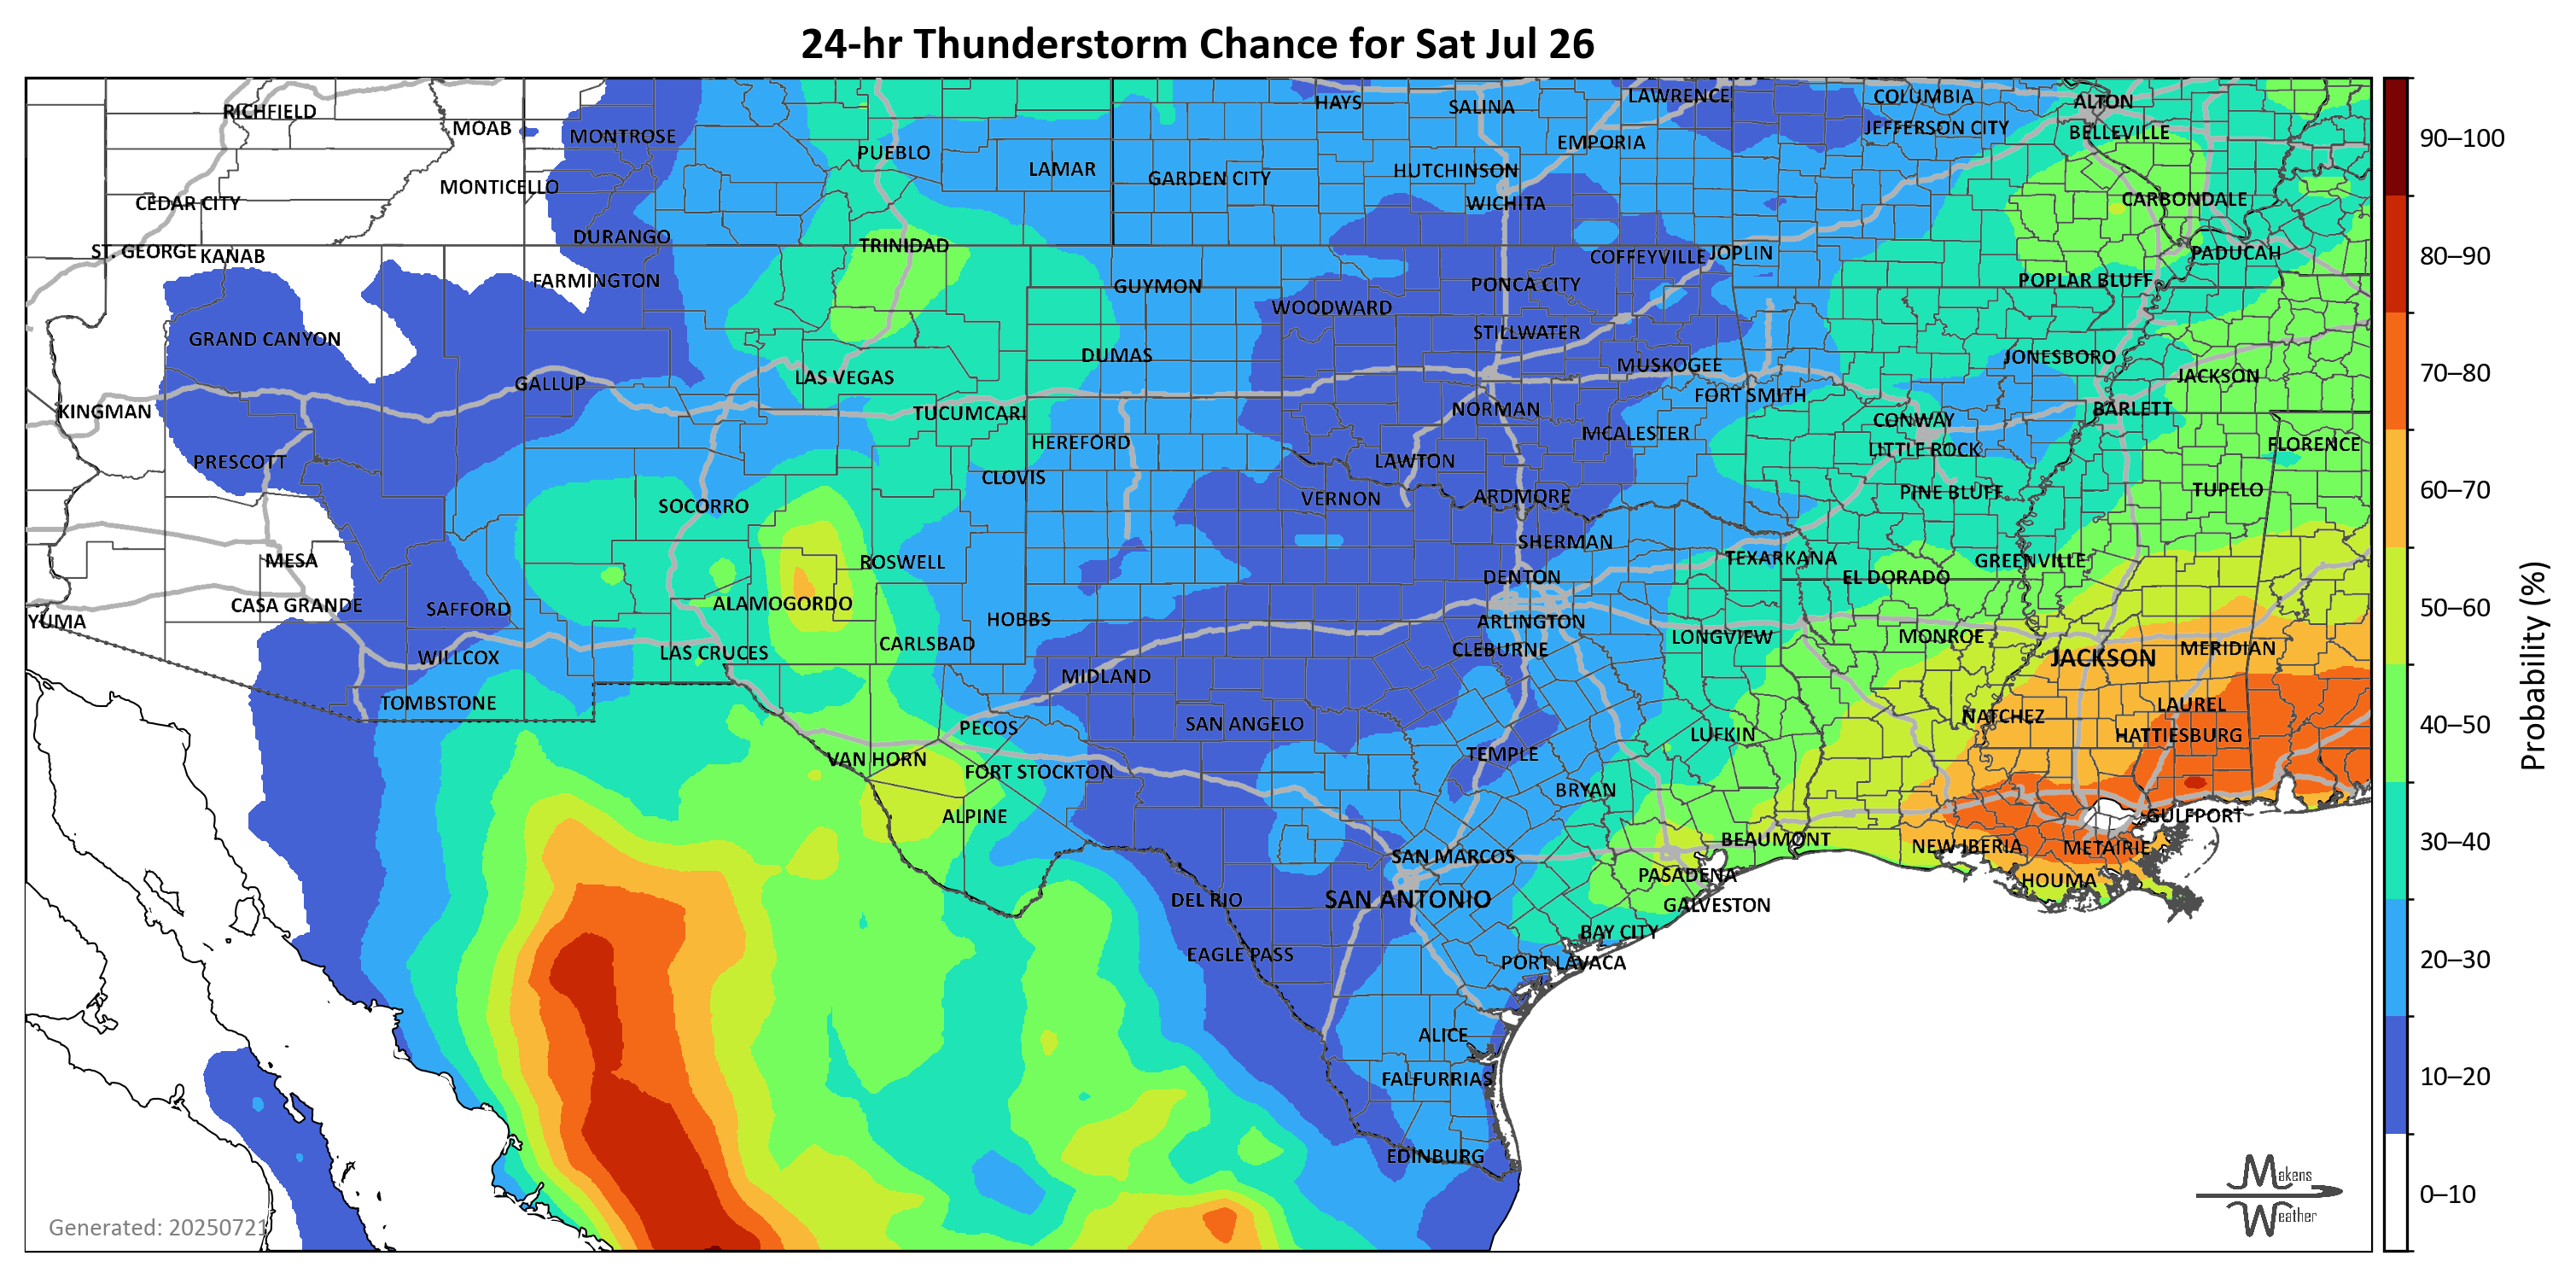 24-hr Thunderstorm Chance for Sat Jul 26
RICHFIELD
MOAB
MONTROSE
PUEBLO
LAMAR
GARDEN CITY
HAYS
SALINA
LAWRENCE
COLUMBIA
ALTON
JEFFERSON CITY
BELLEVILLE
EMPORIA
HUTCHINSON
WICHITA
MONTICELLO
CEDAR CITY
CARBONDALE
ST. GEORGE
KANAB
DURANGO
TRINIDAD
COFFEYVILLE
JOPLIN
PADUCAH
FARMINGTON
GUYMON
PONCA CITY
POPLAR BLUFF
WOODWARD
GRAND CANYON
STILLWATER
DUMAS
MUSKOGEE
JONESBORO
JACKSON
GALLUP
LAS VEGAS
FORT SMITH
KINGMAN
TUCUMCARI
NORMAN
CONWAY
BARLETT
HEREFORD
MCALESTER
LITTLE ROCK
FLORENCE
PRESCOTT
CLOVIS
LAWTON
SOCORRO
VERNON
ARDMORE
PINE BLUFF
TUPELO
MESA
ROSWELL
SHERMAN
TEXARKANA
GREENVILLE
DENTON
EL DORADO
CASA GRANDE
SAFFORD
ALAMOGORDO
YUMA
HOBBS
ARLINGTON
LONGVIEW
MONROE
CARLSBAD
CLEBURNE
JACKSON
MERIDIAN
WILLCOX
LAS CRUCES
MIDLAND
TOMBSTONE
PECOS
SAN ANGELO
NATCHEZ
LAUREL
LUFKIN
HATTIESBURG
VAN HORN
FORT STOCKTON
TEMPLE
BRYAN
ALPINE
GULFPORT
BEAUMONT
NEW IBERIA
METAIRIE
SAN MARCOS
PASADENA
HOUMA
DEL RIO
SAN ANTONIO
GALVESTON
BAY CITY
EAGLE PASS
PORT LAVACA
ALICE
FALFURRIAS
EDINBURG
Generated: 20250721
Makens
Weather
90–100
80–90
70–80
60–70
50–60
40–50
30–40
20–30
10–20
0–10
Probability (%)